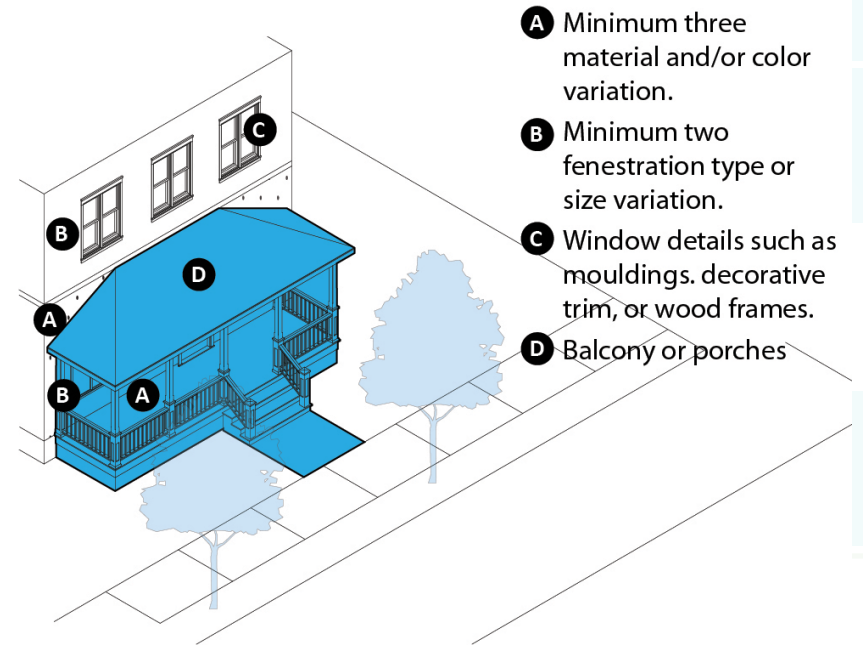 A Minimum three
material and/or color
variation.
B Minimum two
fenestration type or
size variation.
C Window details such as
mouldings. decorative
trim, or wood frames.
D Balcony or porches
C
B
D
A
B
A